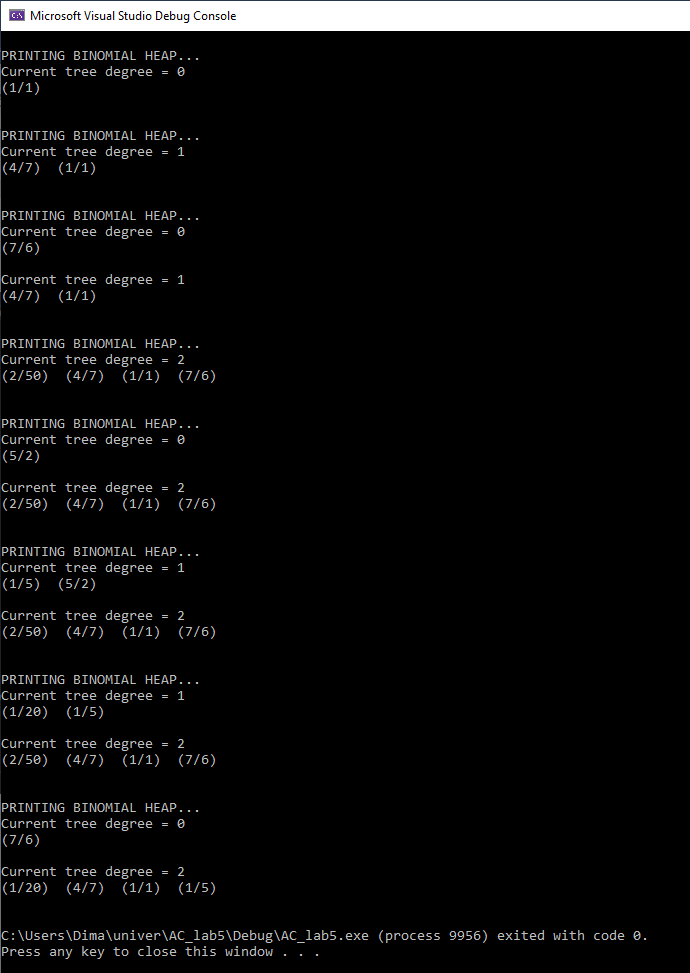 Microsoft Visual Studio Debug Console
PRINTING BINOMIAL HEAP...
Current tree degree = 0
(1/1)
PRINTING BINOMIAL HEAP...
Current tree degree = 1
(4/7)  (1/1)
PRINTING BINOMIAL HEAP...
Current tree degree = 0
(7/6)
Current tree degree = 1
(4/7)  (1/1)
PRINTING BINOMIAL HEAP...
Current tree degree = 2
(2/50)  (4/7)  (1/1)  (7/6)
PRINTING BINOMIAL HEAP...
Current tree degree = 0
(5/2)
Current tree degree = 2
(2/50)  (4/7)  (1/1)  (7/6)
PRINTING BINOMIAL HEAP...
Current tree degree = 1
(1/5)  (5/2)
Current tree degree = 2
(2/50)  (4/7)  (1/1)  (7/6)
PRINTING BINOMIAL HEAP...
Current tree degree = 1
(1/20)  (1/5)
Current tree degree = 2
(2/50)  (4/7)  (1/1)  (7/6)
PRINTING BINOMIAL HEAP...
Current tree degree = 0
(7/6)
Current tree degree = 2
(1/20)  (4/7)  (1/1)  (1/5)
C:\Users\Dima\univer\AC_lab5\Debug\AC_lab5.exe (process 9956) exited with code 0.
Press any key to close this window . . .